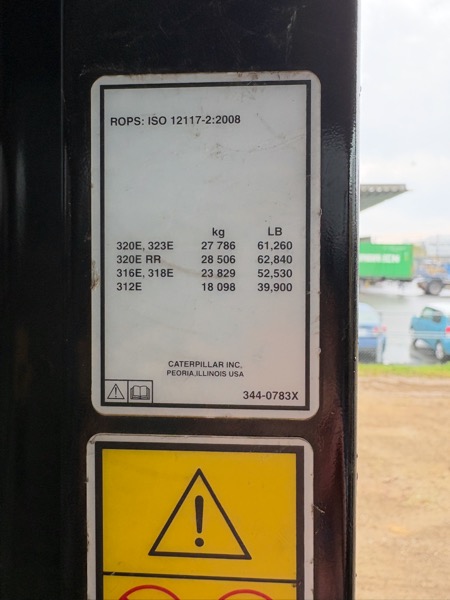 ROPS: ISO 12117-2:2008
kg LB
320E, 323E 27 786 61,260
320E RR 28 506 62,840
316E, 318E 23 829 52,530
312E 18 098 39,900
CATERPILLAR INC.
PEORIA, ILLINOIS USA
344-0783X